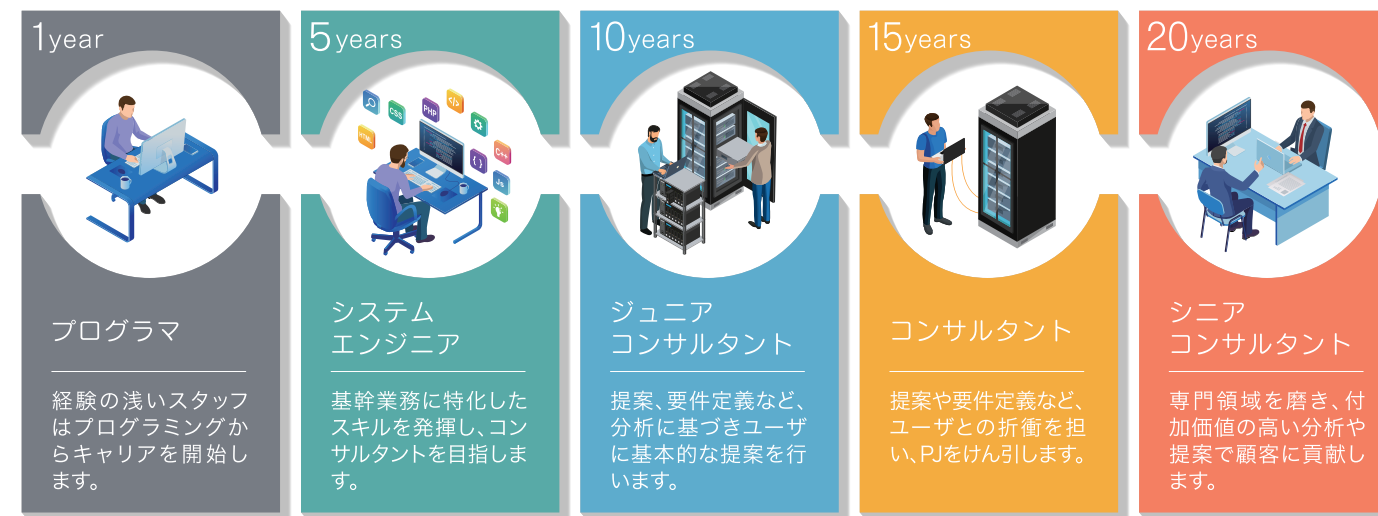 1year
プログラマ
経験の浅いスタッフ
はプログラミングか
らキャリアを開始し
ます。
5years
HTML
CSS
PHP
</>
C++
{ }
Js
システム
エンジニア
基幹業務に特化した
スキルを発揮し、コン
サルタントを目指しま
す。
10years
ジュニア
コンサルタント
提案、要件定義など、
分析に基づきユーザ
に基本的な提案を行
います。
15years
コンサルタント
提案や要件定義など、
ユーザとの折衝を担
い、PJをけん引します。
20years
シニア
コンサルタント
専門領域を磨き、付
加価値の高い分析や
提案で顧客に貢献し
ます。